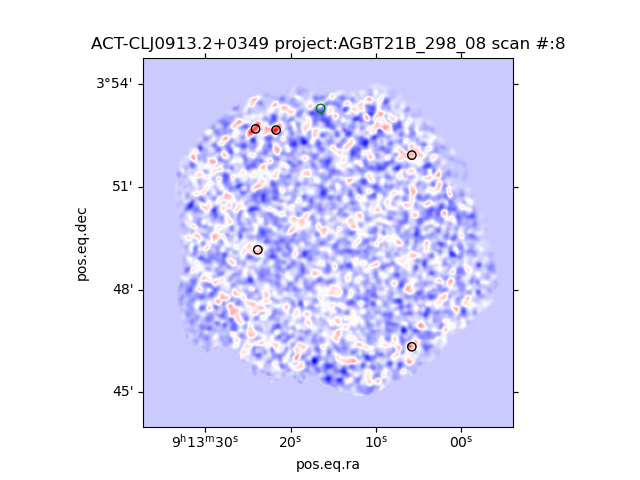 ACT-CLJ0913.2+0349 project:AGBT21B_298_08 scan #:8
3°54'
51'
48'
45'
pos.eq.dec
9ʰ13ᵐ30ˢ 20ˢ 10ˢ 00ˢ
pos.eq.ra